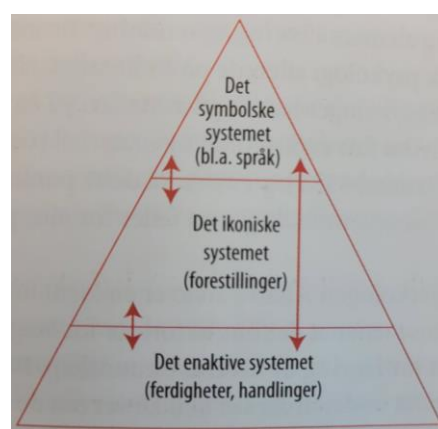 Det
symbolske
systemet
(bl.a. språk)
Det ikoniske
systemet
(forestillinger)
Det enaktive systemet
(ferdigheter, handlinger)